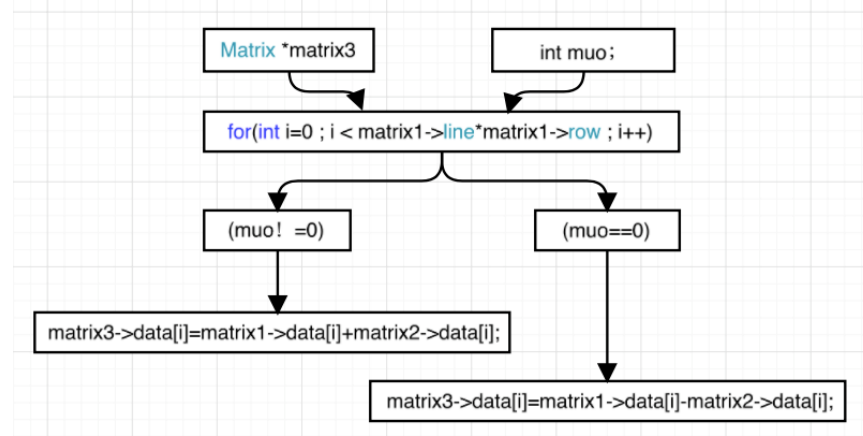 Matrix *matrix3
int muo；
for(int i=0 ; i < matrix1->line*matrix1->row ; i++)
(muo！ =0)
(muo==0)
matrix3->data[i]=matrix1->data[i]+matrix2->data[i];
matrix3->data[i]=matrix1->data[i]-matrix2->data[i];